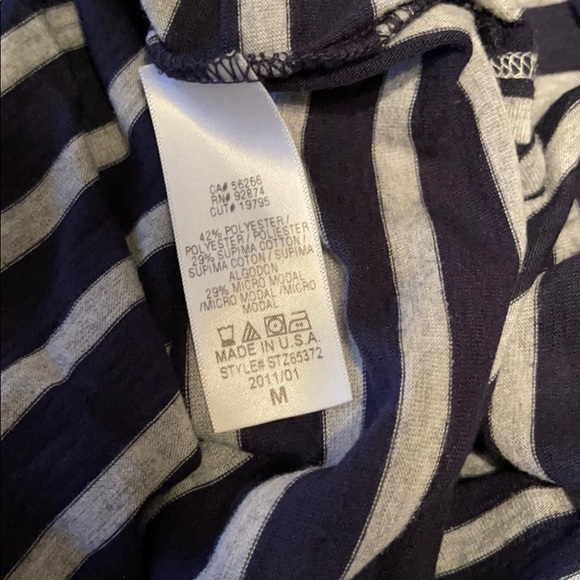 CA# 56256
RN# 92874
CUT# 19795
42% POLYESTER /
POLYESTER / POLIESTER
29% SUPIMA COTTON /
SUPIMA COTON / SUPIMA
ALGODON
29% MICRO MODAL
/MICRO MODAL / MICRO
MODAL
MADE IN U.S.A.
STYLE# STZ65372
2011/01
M